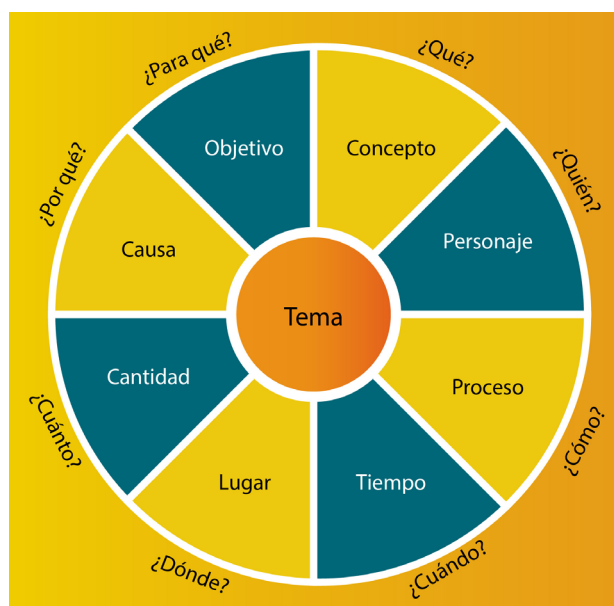 ¿Para qué?
¿Qué?
Objetivo
Concepto
¿Por qué?
¿Quién?
Causa
Personaje
Tema
Cantidad
Proceso
¿Cuánto?
¿Cómo?
Lugar
Tiempo
¿Dónde?
¿Cuándo?